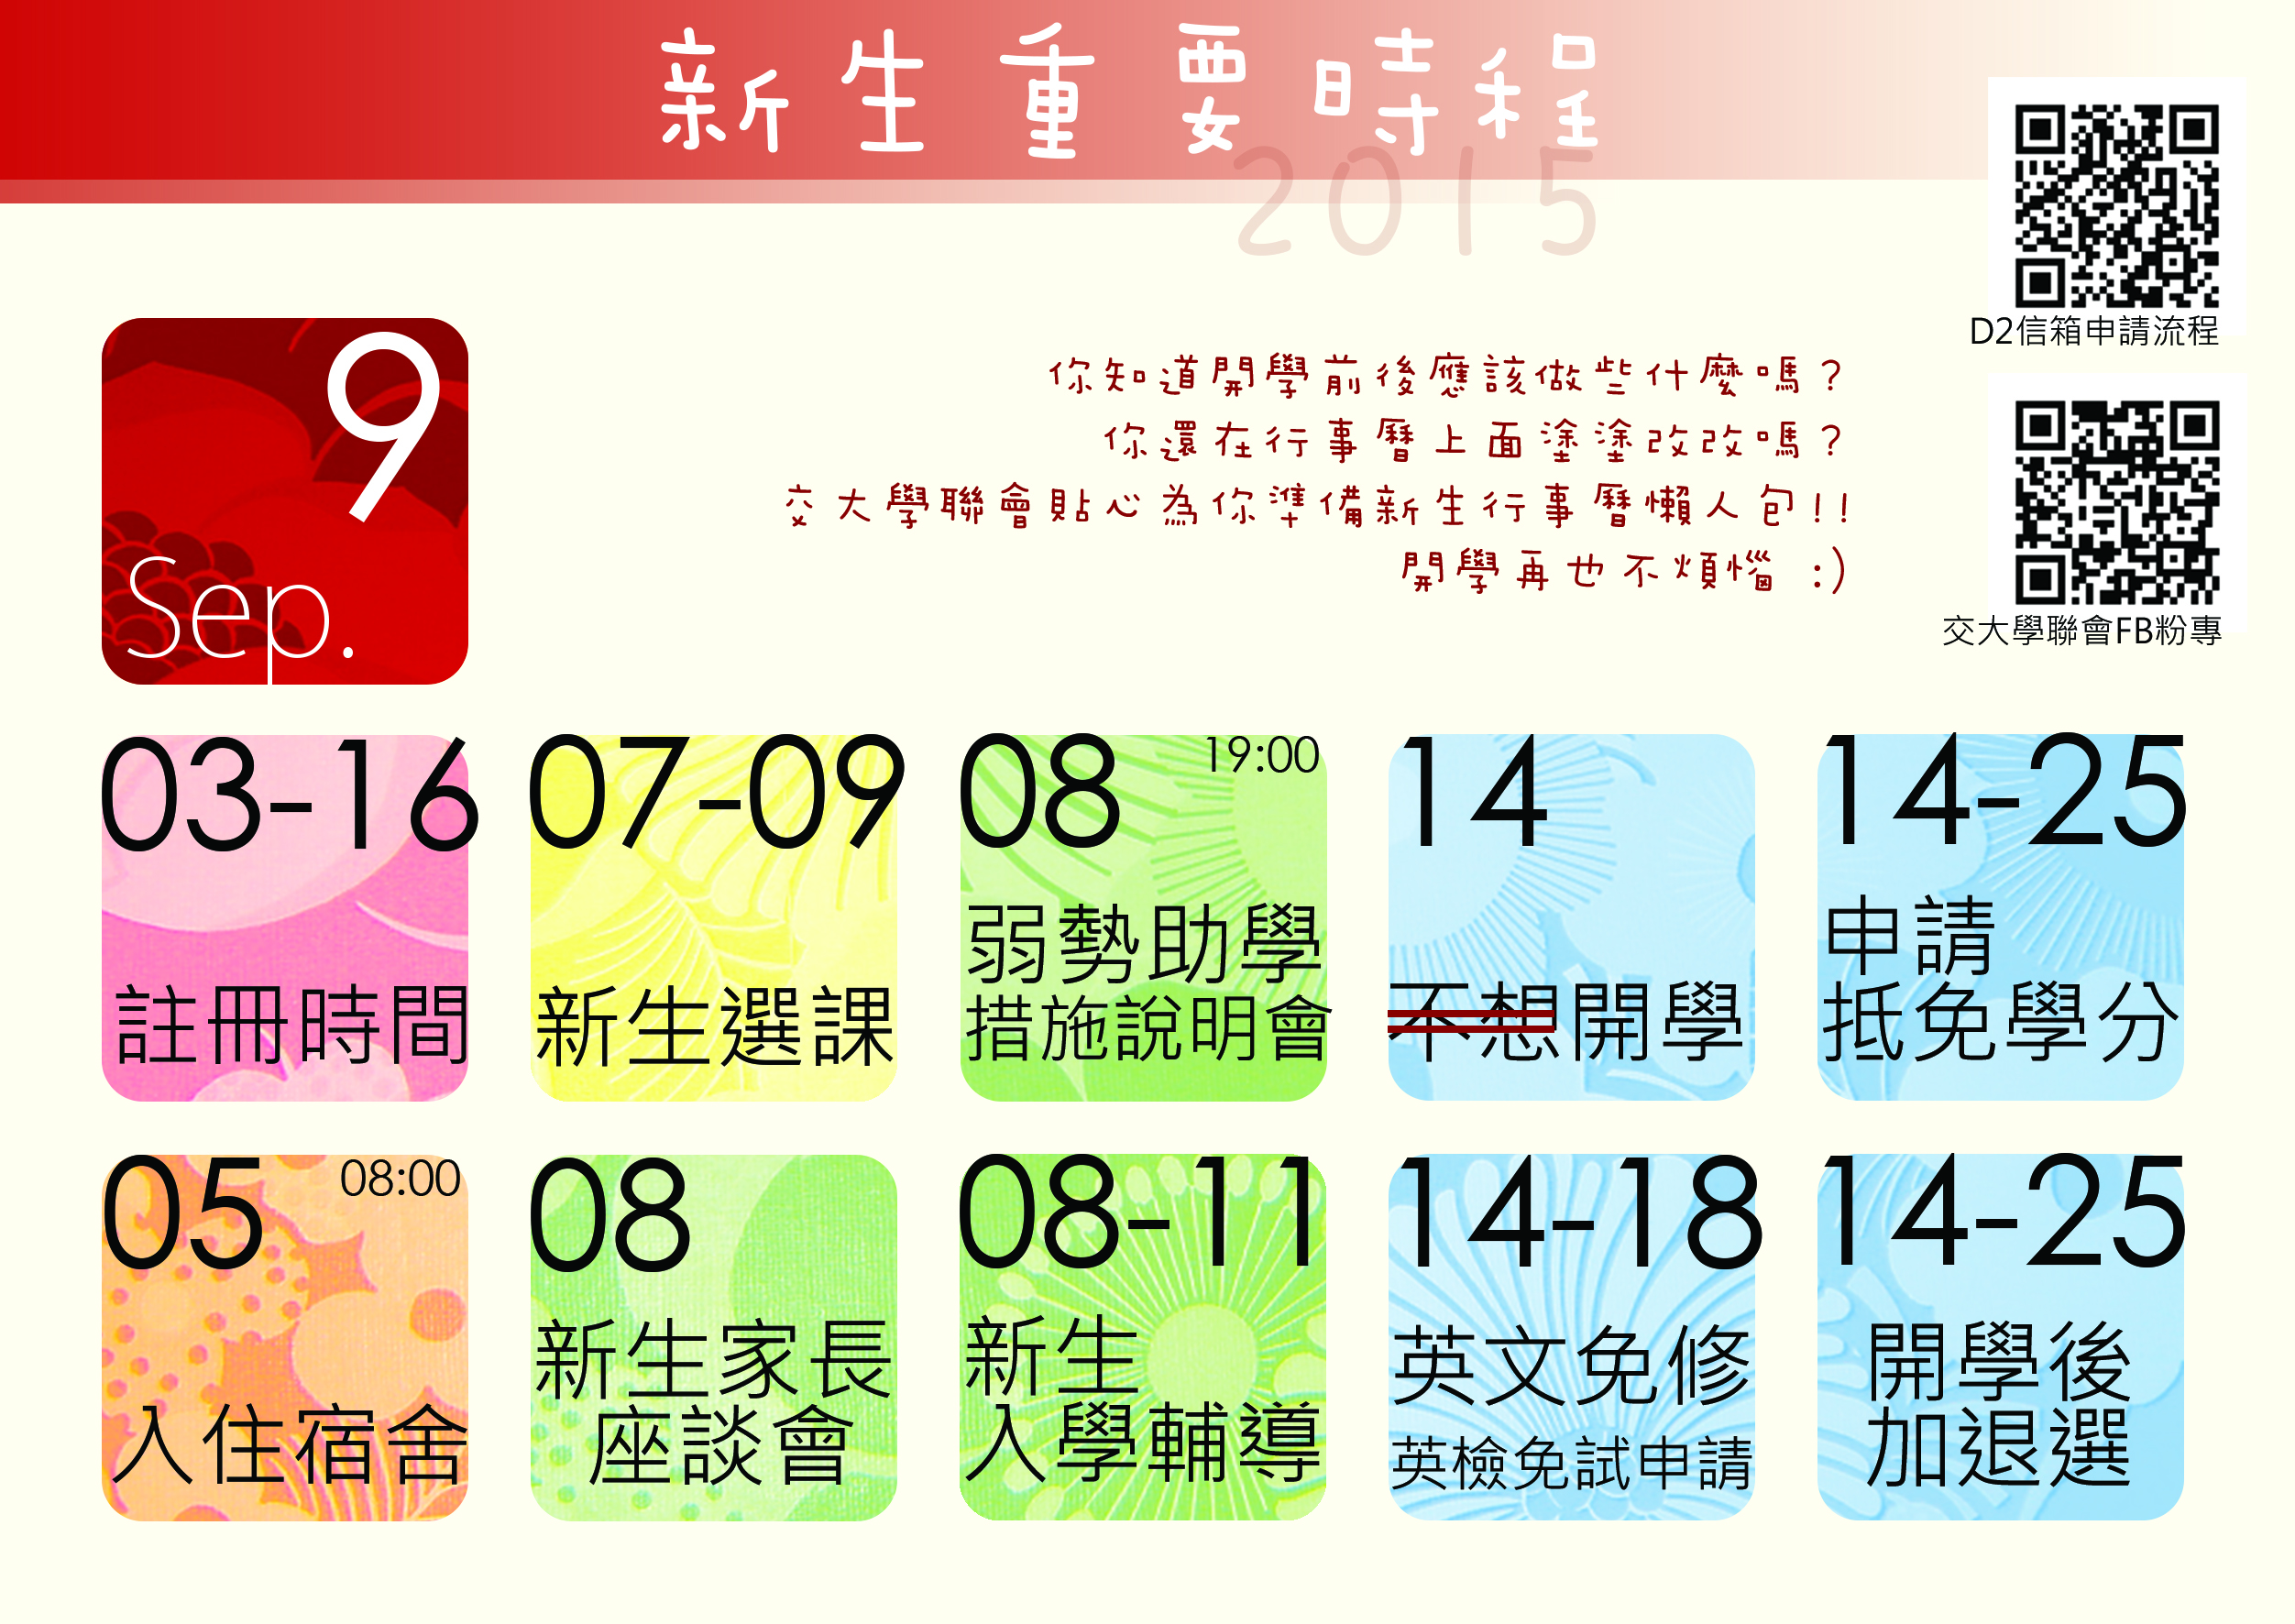 新生重要時程
2015
D2信箱申請流程
9
Sep.
你知道開學前後應該做些什麼嗎？
你還在行事曆上面塗塗改改嗎？
交大學聯會貼心為你準備新生行事曆懶人包!!
開學再也不煩惱 :)
交大學聯會FB粉專
03-16
註冊時間
07-09
新生選課
08
19:00
弱勢助學
措施說明會
14
不想開學
14-25
申請
抵免學分
05
08:00
入住宿舍
08
新生家長
座談會
08-11
新生
入學輔導
14-18
英文免修
英檢免試申請
14-25
開學後
加退選